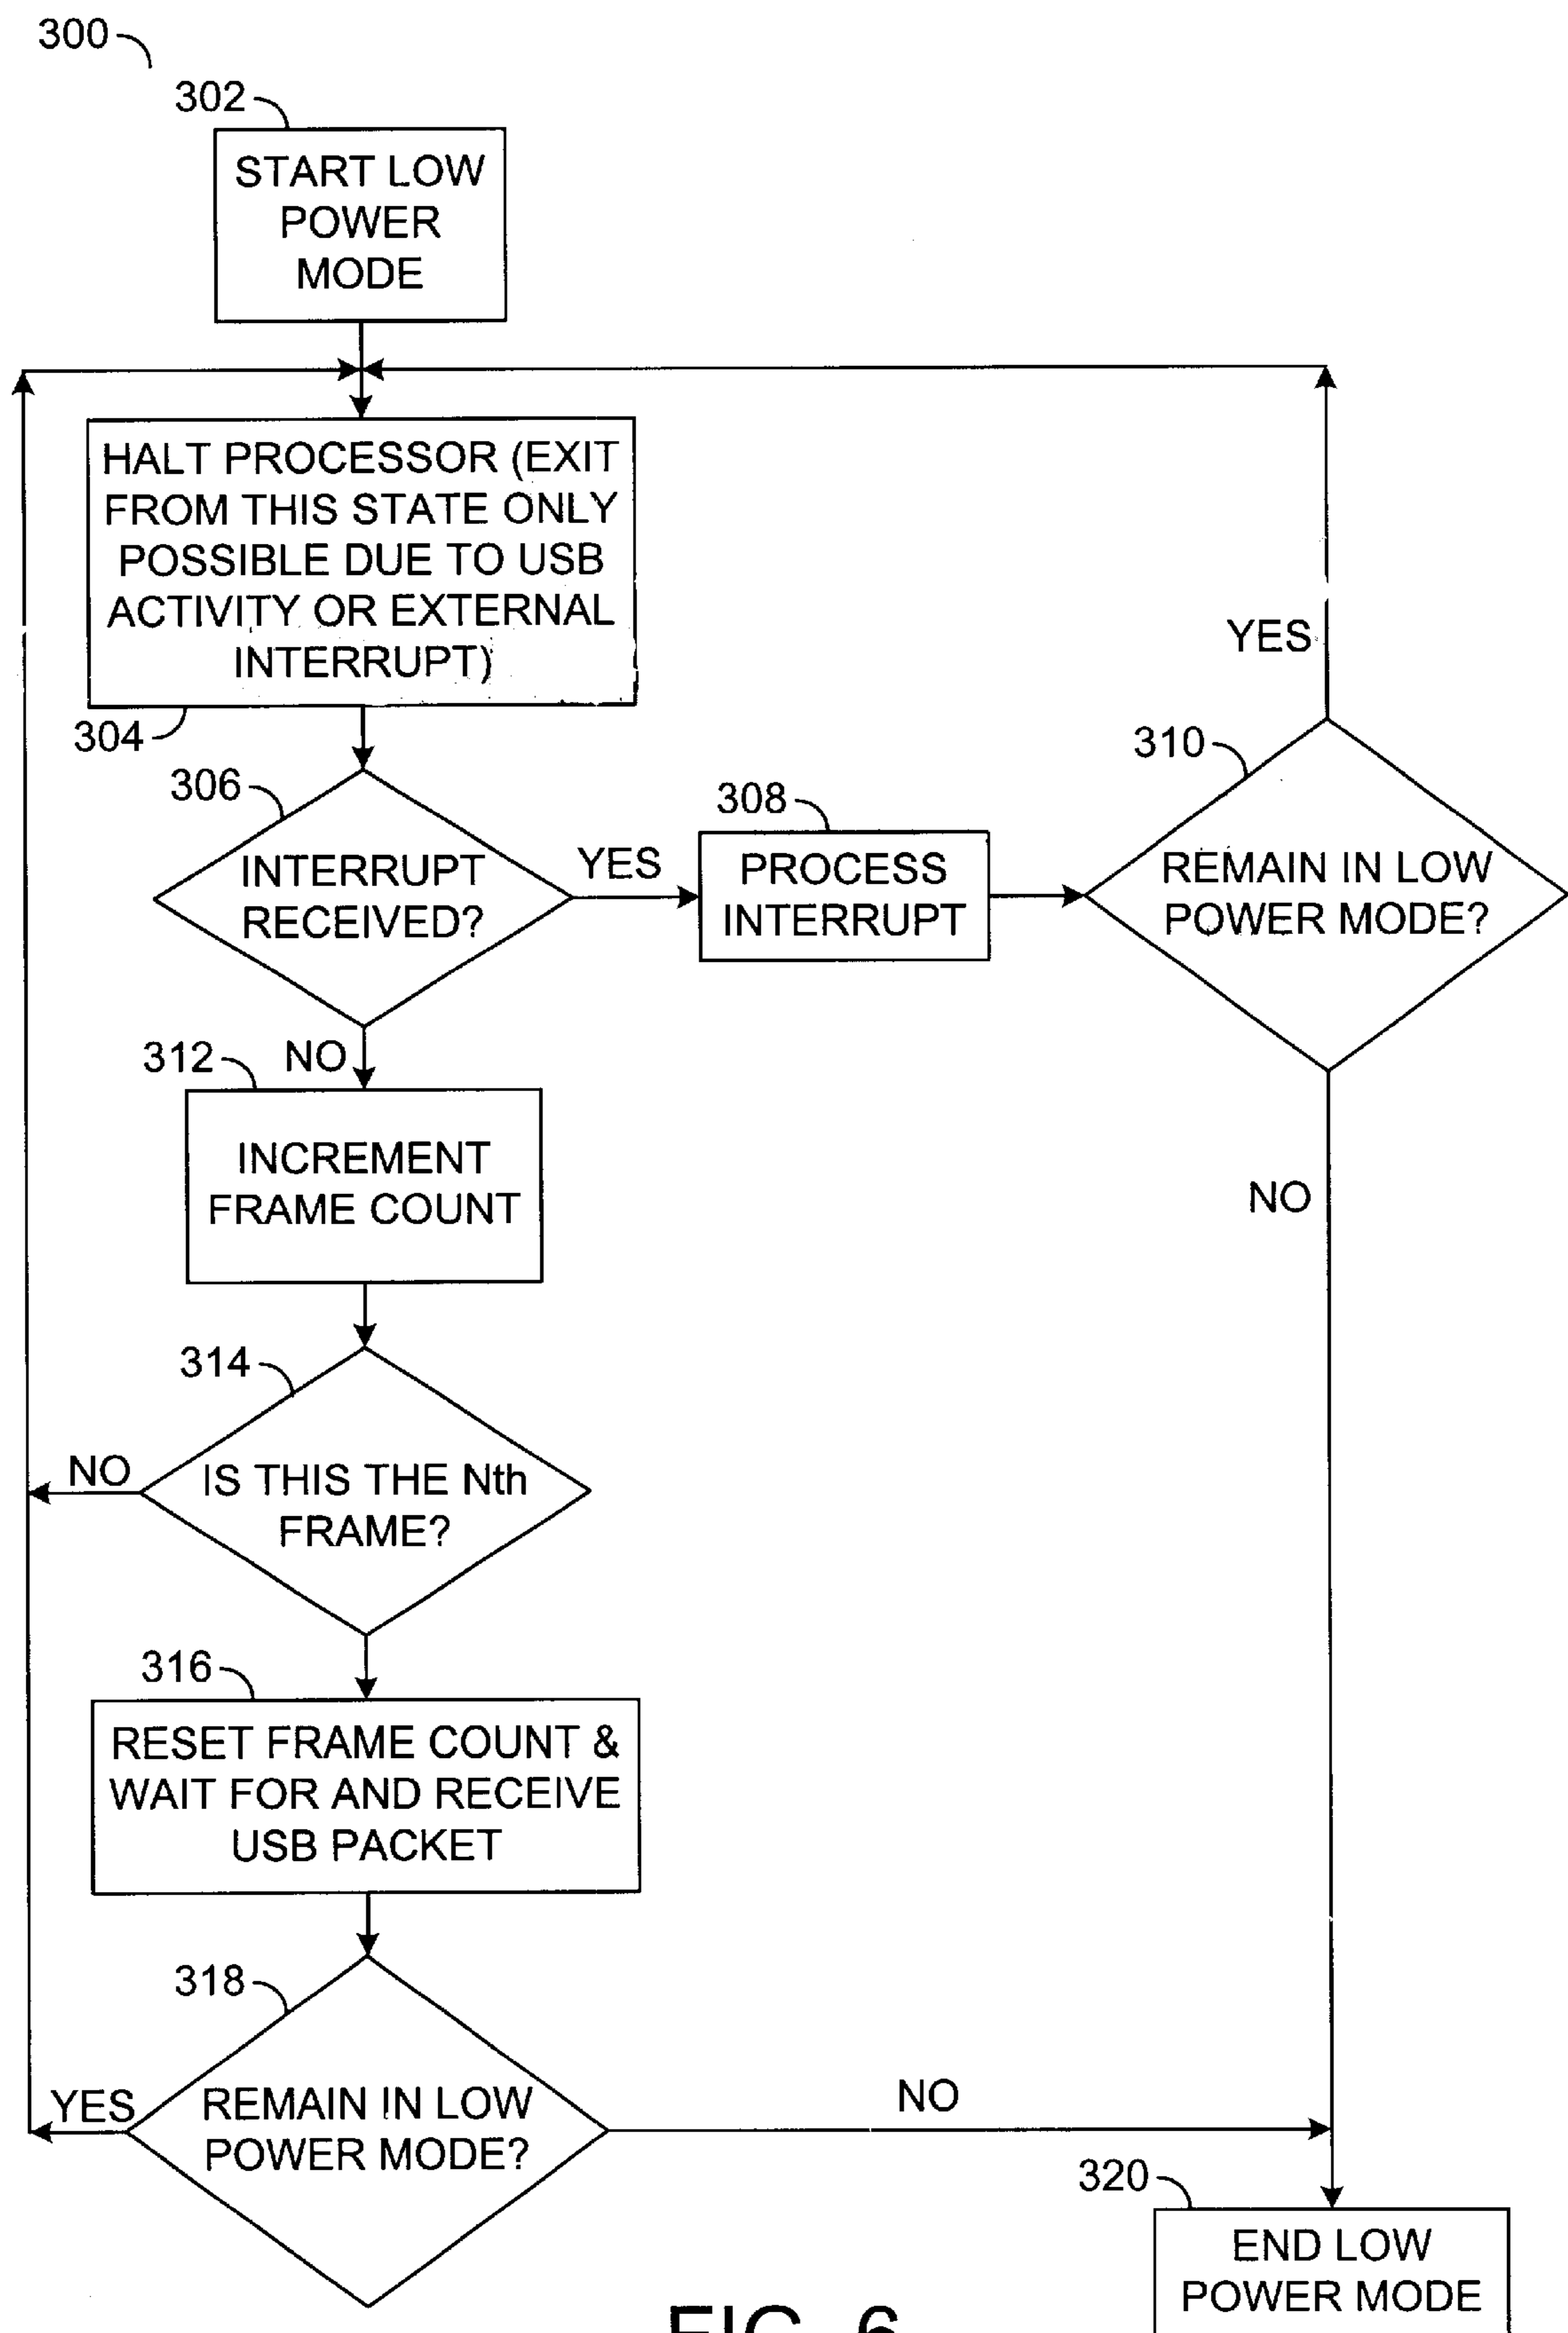 300
302
START LOW
POWER
MODE
HALT PROCESSOR (EXIT
FROM THIS STATE ONLY
POSSIBLE DUE TO USB
ACTIVITY OR EXTERNAL
INTERRUPT)
304
306
INTERRUPT
RECEIVED?
YES
308
PROCESS
INTERRUPT
310
REMAIN IN LOW
POWER MODE?
YES
NO
NO
312
INCREMENT
FRAME COUNT
314
IS THIS THE Nth
FRAME?
NO
316
RESET FRAME COUNT &
WAIT FOR AND RECEIVE
USB PACKET
318
REMAIN IN LOW
POWER MODE?
YES
NO
320
END LOW
POWER MODE
FIG. 6